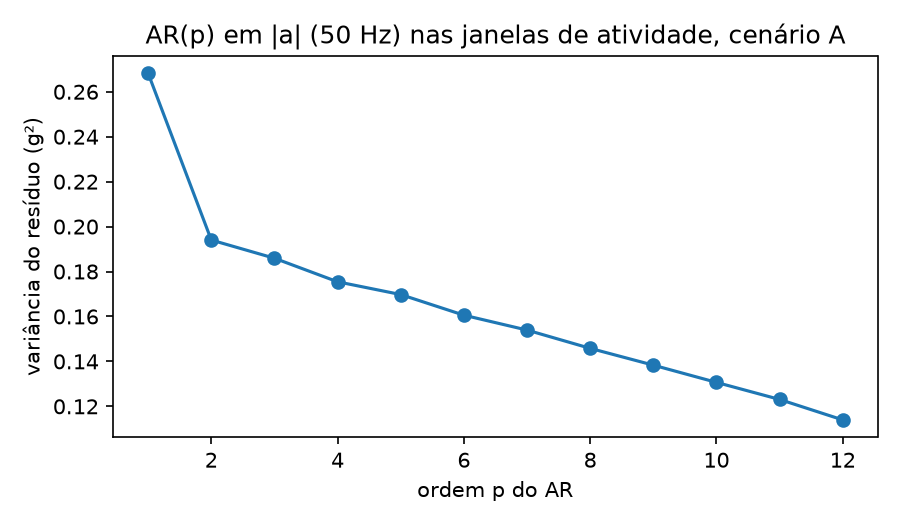 AR(p) em |a| (50 Hz) nas janelas de atividade, cenário A
variância do resíduo (g²)
0.26
0.24
0.22
0.20
0.18
0.16
0.14
0.12
2 4 6 8 10 12
ordem p do AR